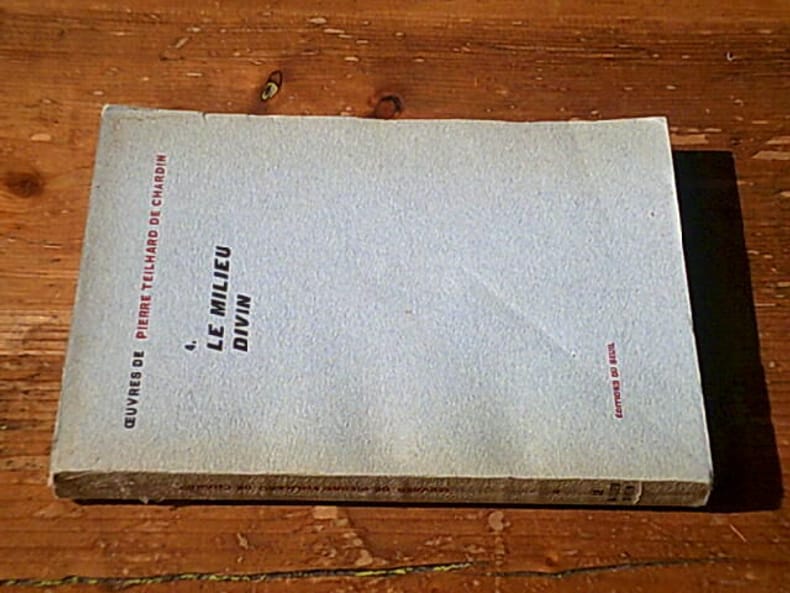 ŒUVRES DE PIERRE TEILHARD DE CHARDIN
4.
LE MILIEU
DIVIN
ÉDITIONS DU SEUIL